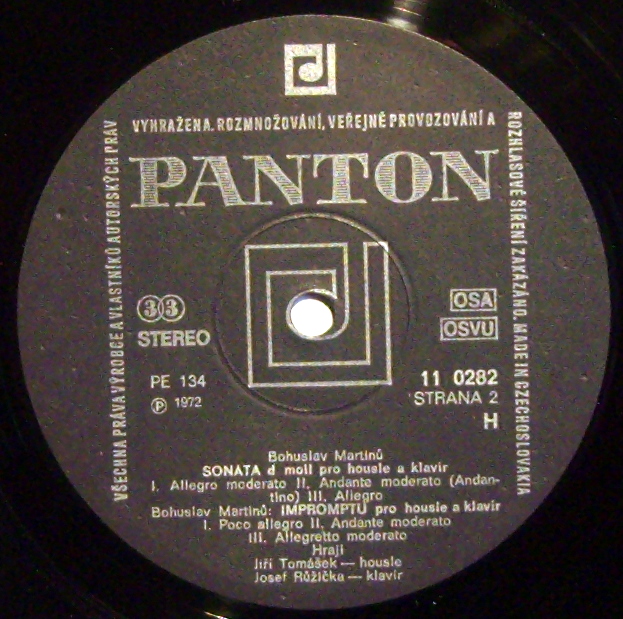 VŠECHNA PRÁVA VÝROBCE A VLASTNÍKŮ AUTORSKÝCH PRÁV
VYHRAŽENA. ROZMNOŽOVÁNÍ, VEŘEJNÉ PROVOZOVÁNÍ A
ROZHLASOVÉ ŠÍŘENÍ ZAKÁZÁNO. MADE IN CZECHOSLOVAKIA
PANTON
33
STEREO
OSA
OSVU
PE 134
℗ 1972
11 0282
STRANA 2
H
Bohuslav Martinů
SONATA d moll pro housle a klavír
I. Allegro moderato II. Andante moderato (Andan-
tino) III. Allegro
Bohuslav Martinů: IMPROMPTU pro housle a klavír
I. Poco allegro II. Andante moderato
III. Allegretto moderato
Hrají
Jiří Tomášek — housle
Josef Růžička — klavír